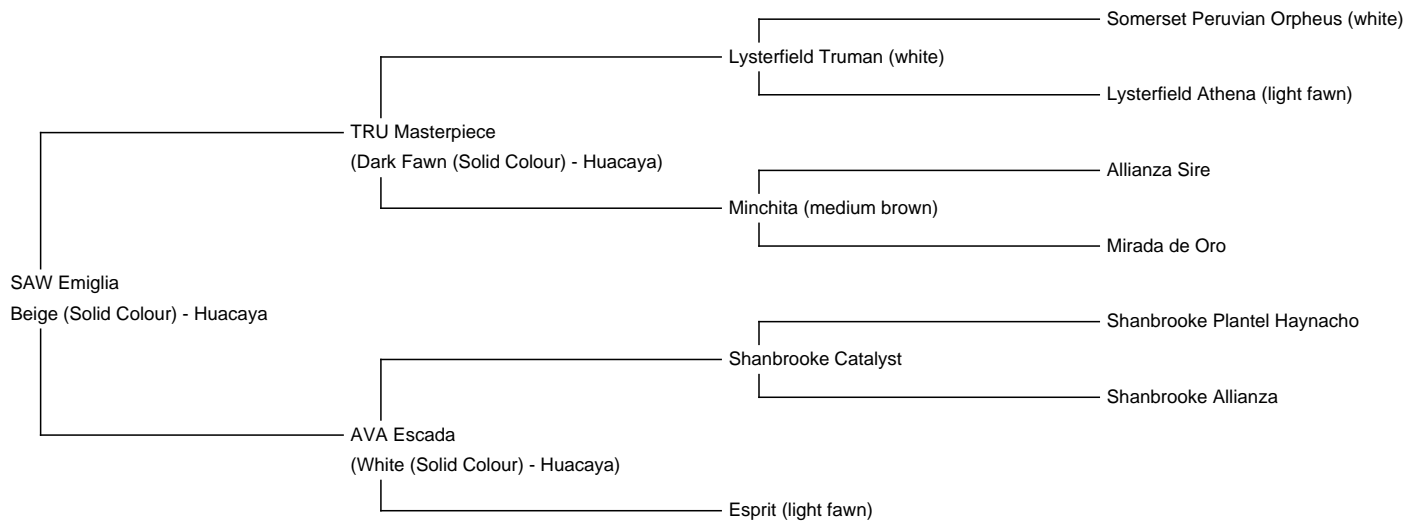 Somerset Peruvian Orpheus (white)
Lysterfield Truman (white)
Lysterfield Athena (light fawn)
TRU Masterpiece
(Dark Fawn (Solid Colour) - Huacaya)
Allianza Sire
Minchita (medium brown)
Mirada de Oro
SAW Emiglia
Beige (Solid Colour) - Huacaya
Shanbrooke Plantel Haynacho
Shanbrooke Catalyst
Shanbrooke Allianza
AVA Escada
(White (Solid Colour) - Huacaya)
Esprit (light fawn)